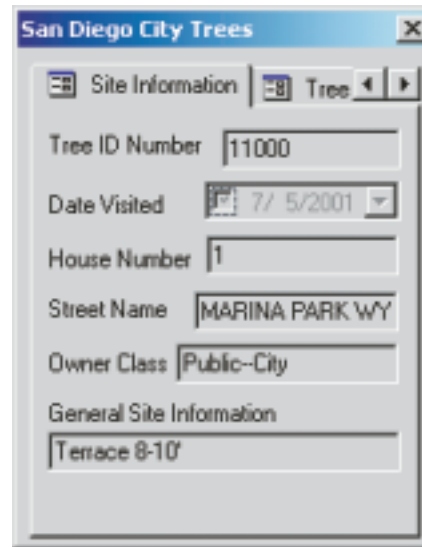 San Diego City Trees
Site Information Tree
Tree ID Number 11000
Date Visited 7/ 5/2001
House Number 1
Street Name MARINA PARK WY
Owner Class Public--City
General Site Information
Terrace 8-10'